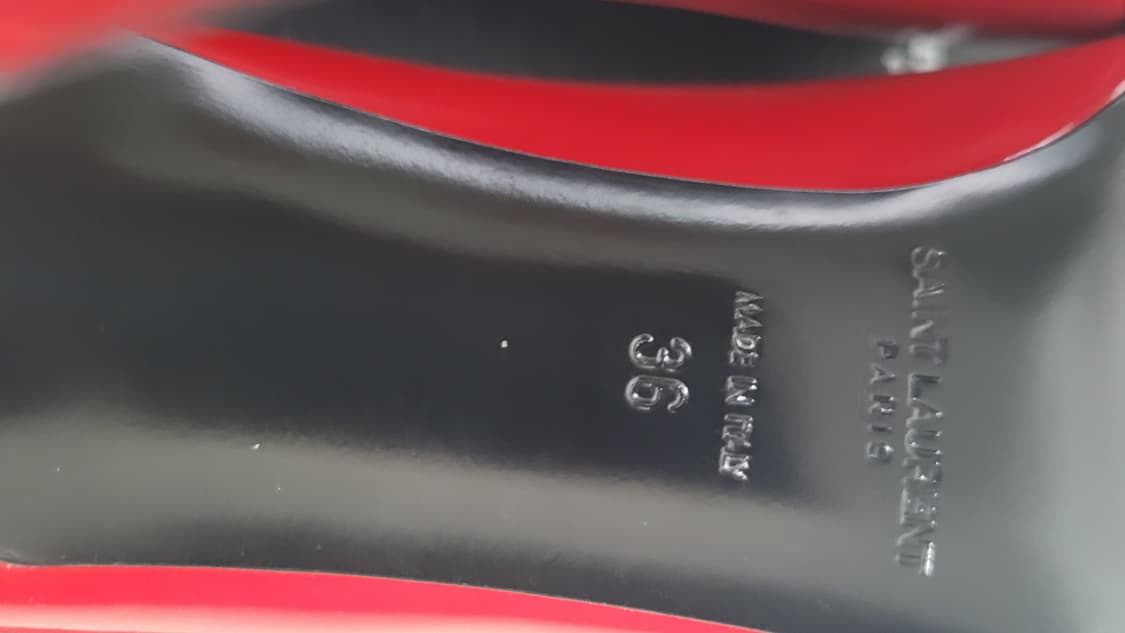 SAINT LAURENT
PARIS
MADE IN ITALY
36